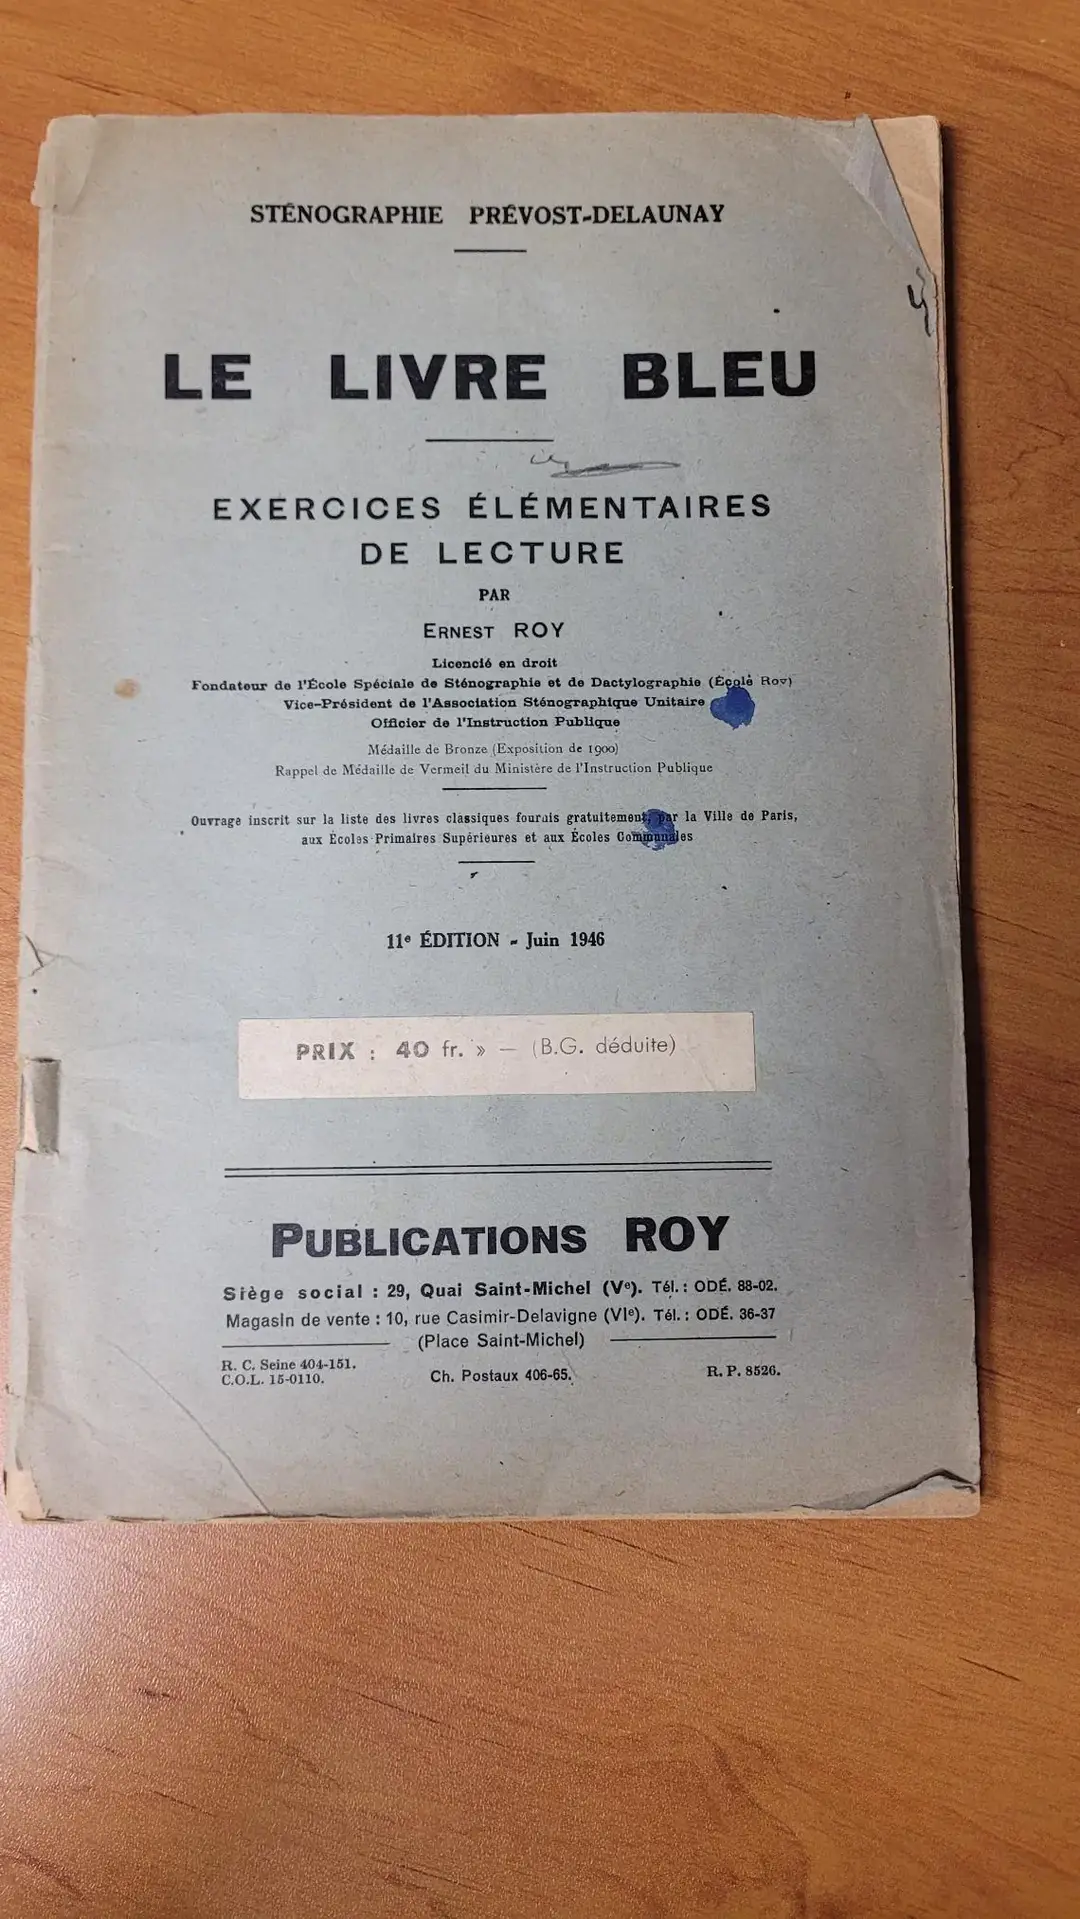 STÉNOGRAPHIE PRÉVOST-DELAUNAY
LE LIVRE BLEU
EXERCICES ÉLÉMENTAIRES
DE LECTURE
PAR
ERNEST ROY
Licencié en droit
Fondateur de l'École Spéciale de Sténographie et de Dactylographie (École Roy)
Vice-Président de l'Association Sténographique Unitaire
Officier de l'Instruction Publique
Médaille de Bronze (Exposition de 1900)
Rappel de Médaille de Vermeil du Ministère de l'Instruction Publique
Ouvrage inscrit sur la liste des livres classiques fournis gratuitement, par la Ville de Paris,
aux Écoles Primaires Supérieures et aux Écoles Communales
11e ÉDITION - Juin 1946
PRIX : 40 fr. » — (B.G. déduite)
PUBLICATIONS ROY
Siège social : 29, Quai Saint-Michel (Ve). Tél. : ODÉ. 88-02.
Magasin de vente : 10, rue Casimir-Delavigne (VIe). Tél. : ODÉ. 36-37
(Place Saint-Michel)
R. C. Seine 404-151.
C.O.L. 15-0110.
Ch. Postaux 406-65.
R. P. 8526.